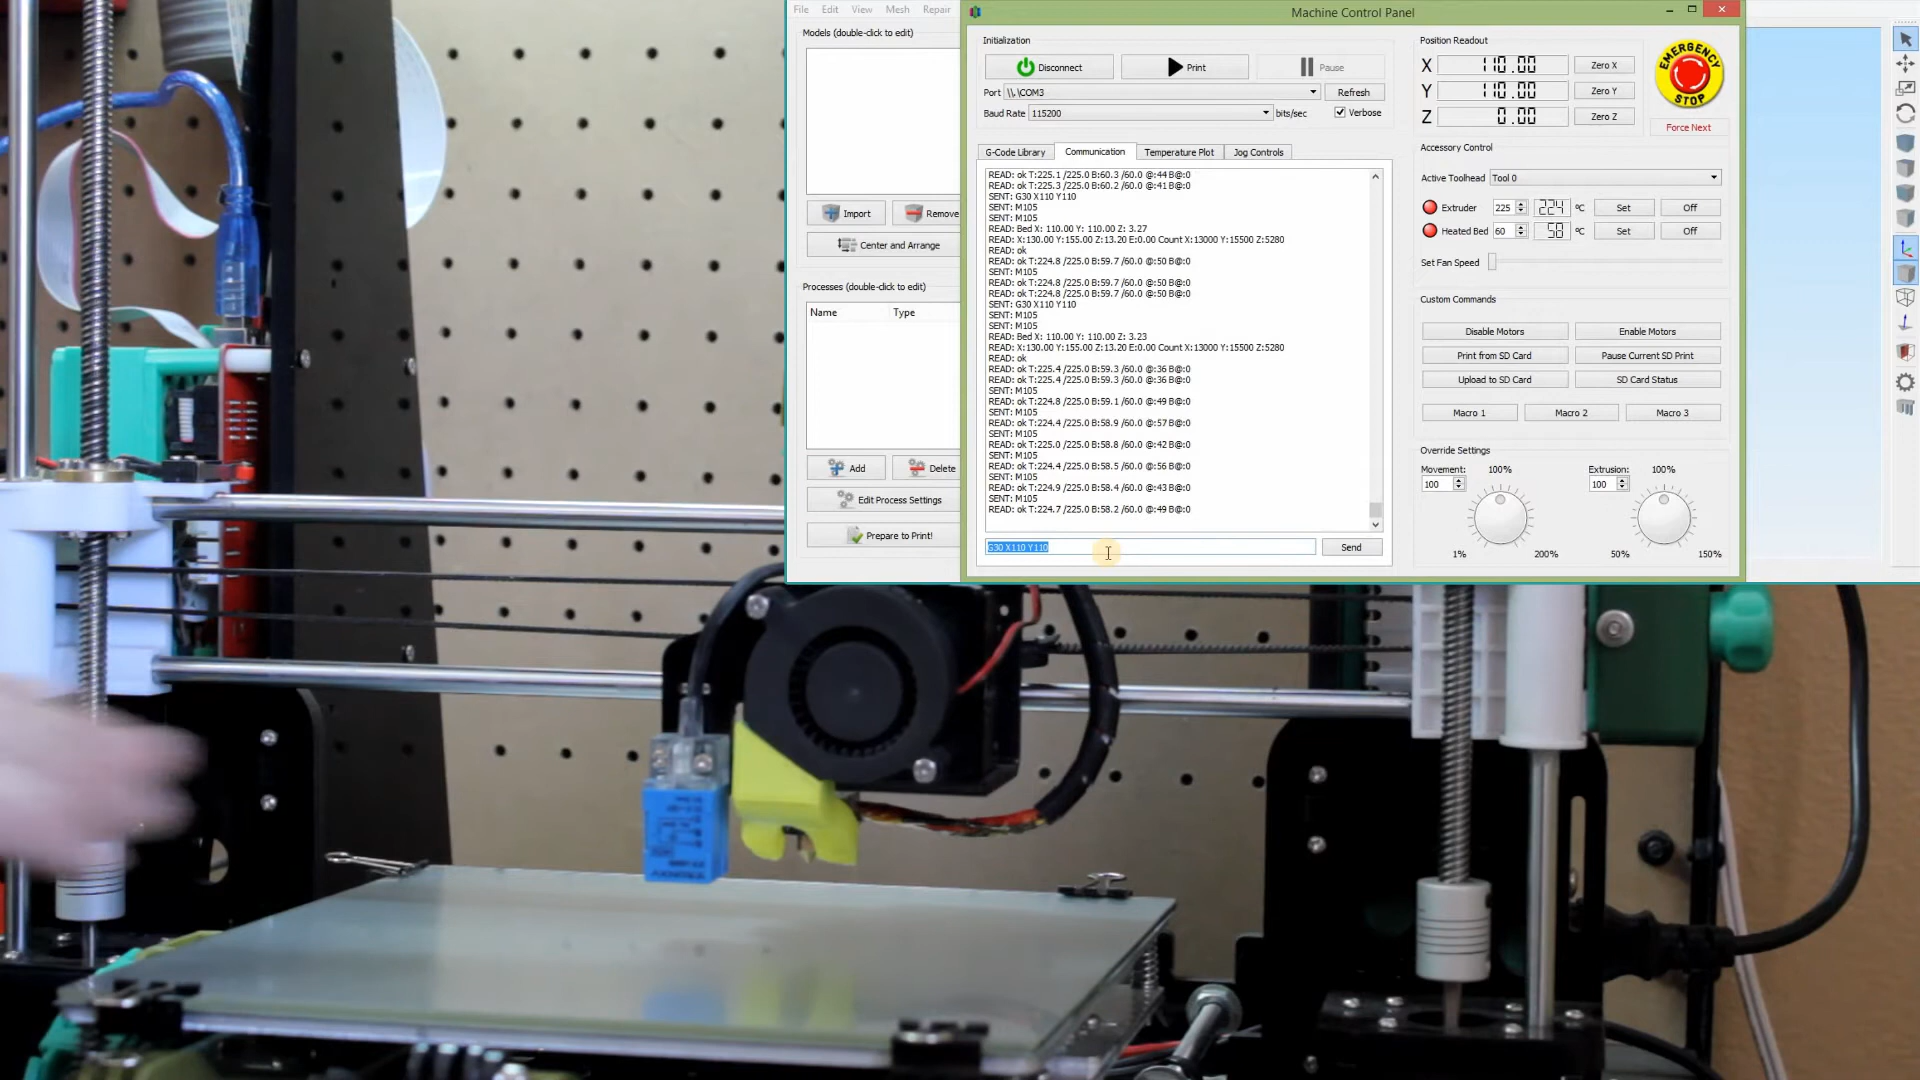 File Edit View Mesh Repair
Machine Control Panel
Models (double-click to edit)
Import
Remove
Center and Arrange
Processes (double-click to edit)
Name Type
Add
Delete
Edit Process Settings
Prepare to Print!
Initialization
Disconnect
Print
Pause
Port \\.\COM3
Refresh
Baud Rate 115200 bits/sec
Verbose
G-Code Library Communication Temperature Plot Jog Controls
READ: ok T:225.1 /225.0 B:60.3 /60.0 @:44 B@:0
READ: ok T:225.3 /225.0 B:60.2 /60.0 @:41 B@:0
SENT: G30 X110 Y110
SENT: M105
SENT: M105
READ: Bed X: 110.00 Y: 110.00 Z: 3.27
READ: X:130.00 Y:155.00 Z:13.20 E:0.00 Count X:13000 Y:15500 Z:5280
READ: ok
READ: ok T:224.8 /225.0 B:59.7 /60.0 @:50 B@:0
SENT: M105
READ: ok T:224.8 /225.0 B:59.7 /60.0 @:50 B@:0
READ: ok T:224.8 /225.0 B:59.7 /60.0 @:50 B@:0
SENT: G30 X110 Y110
SENT: M105
SENT: M105
READ: Bed X: 110.00 Y: 110.00 Z: 3.23
READ: X:130.00 Y:155.00 Z:13.20 E:0.00 Count X:13000 Y:15500 Z:5280
READ: ok
READ: ok T:225.4 /225.0 B:59.3 /60.0 @:36 B@:0
READ: ok T:225.4 /225.0 B:59.3 /60.0 @:36 B@:0
SENT: M105
READ: ok T:224.8 /225.0 B:59.1 /60.0 @:49 B@:0
SENT: M105
READ: ok T:224.4 /225.0 B:58.9 /60.0 @:57 B@:0
SENT: M105
READ: ok T:225.0 /225.0 B:58.8 /60.0 @:42 B@:0
SENT: M105
READ: ok T:224.4 /225.0 B:58.5 /60.0 @:56 B@:0
SENT: M105
READ: ok T:224.9 /225.0 B:58.4 /60.0 @:43 B@:0
SENT: M105
READ: ok T:224.7 /225.0 B:58.2 /60.0 @:49 B@:0
G30 X110 Y110
Send
Position Readout
X 110.00 Zero X
Y 110.00 Zero Y
Z 0.00 Zero Z
EMERGENCY
STOP
Force Next
Accessory Control
Active Toolhead Tool 0
Extruder 225 224 ºC Set Off
Heated Bed 60 58 ºC Set Off
Set Fan Speed
Custom Commands
Disable Motors
Enable Motors
Print from SD Card
Pause Current SD Print
Upload to SD Card
SD Card Status
Macro 1
Macro 2
Macro 3
Override Settings
Movement: 100% Extrusion: 100%
100
100
1% 200% 50% 150%